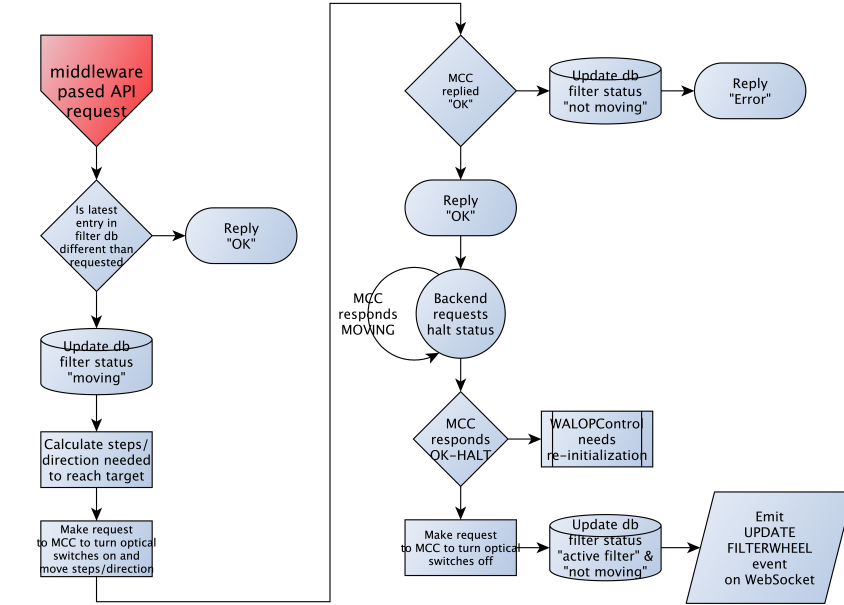 middleware
pased API
request
Is latest
entry in
filter db
different than
requested
Reply
"OK"
Update db
filter status
"moving"
Calculate steps/
direction needed
to reach target
Make request
to MCC to turn optical
switches on and
move steps/direction
MCC
replied
"OK"
Update db
filter status
"not moving"
Reply
"Error"
Reply
"OK"
Backend
requests
halt status
MCC
responds
MOVING
MCC
responds
OK-HALT
WALOPControl
needs
re-initialization
Make request
to MCC to turn optical
switches off
Update db
filter status
"active filter" &
"not moving"
Emit
UPDATE
FILTERWHEEL
event
on WebSocket